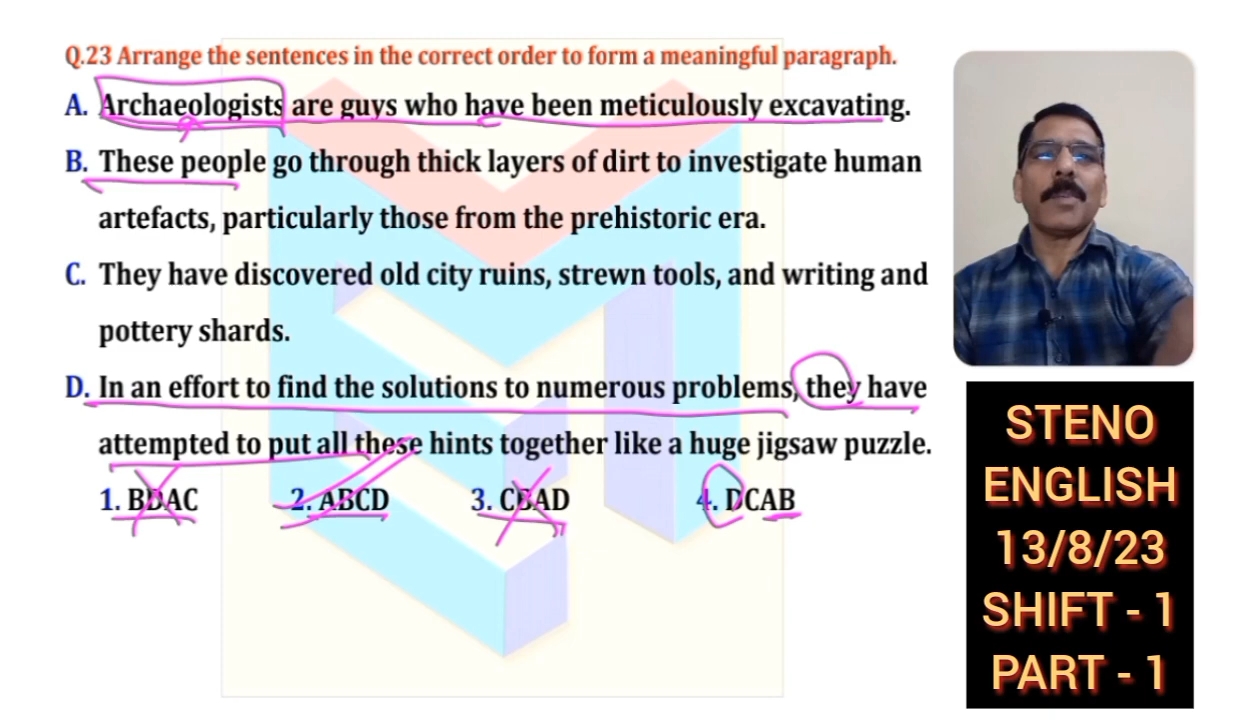 Q.23 Arrange the sentences in the correct order to form a meaningful paragraph.
A. Archaeologists are guys who have been meticulously excavating.
B. These people go through thick layers of dirt to investigate human
artefacts, particularly those from the prehistoric era.
C. They have discovered old city ruins, strewn tools, and writing and
pottery shards.
D. In an effort to find the solutions to numerous problems, they have
attempted to put all these hints together like a huge jigsaw puzzle.
1. BDAC 2. ABCD 3. CBAD 4. DCAB
STENO
ENGLISH
13/8/23
SHIFT - 1
PART - 1